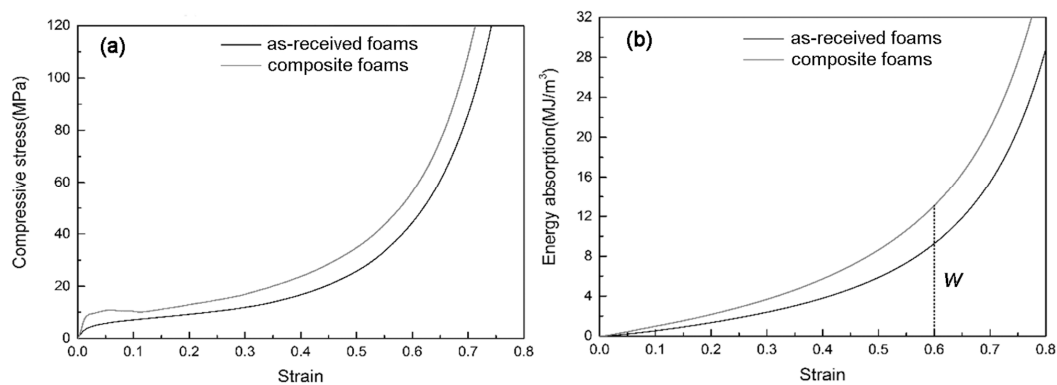 (a)
as-received foams
composite foams
Compressive stress(MPa)
120
100
80
60
40
20
0
0.0 0.1 0.2 0.3 0.4 0.5 0.6 0.7 0.8
Strain
(b)
as-received foams
composite foams
Energy absorption(MJ/m³)
32
28
24
20
16
12
8
4
0
W
0.0 0.1 0.2 0.3 0.4 0.5 0.6 0.7 0.8
Strain